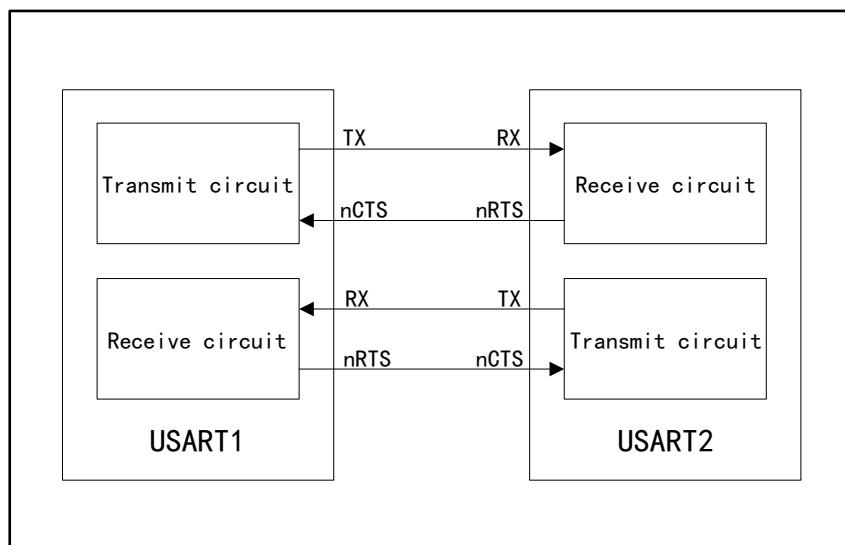 TX RX
Transmit circuit Receive circuit
nCTS nRTS
RX TX
Receive circuit Transmit circuit
nRTS nCTS
USART1 USART2